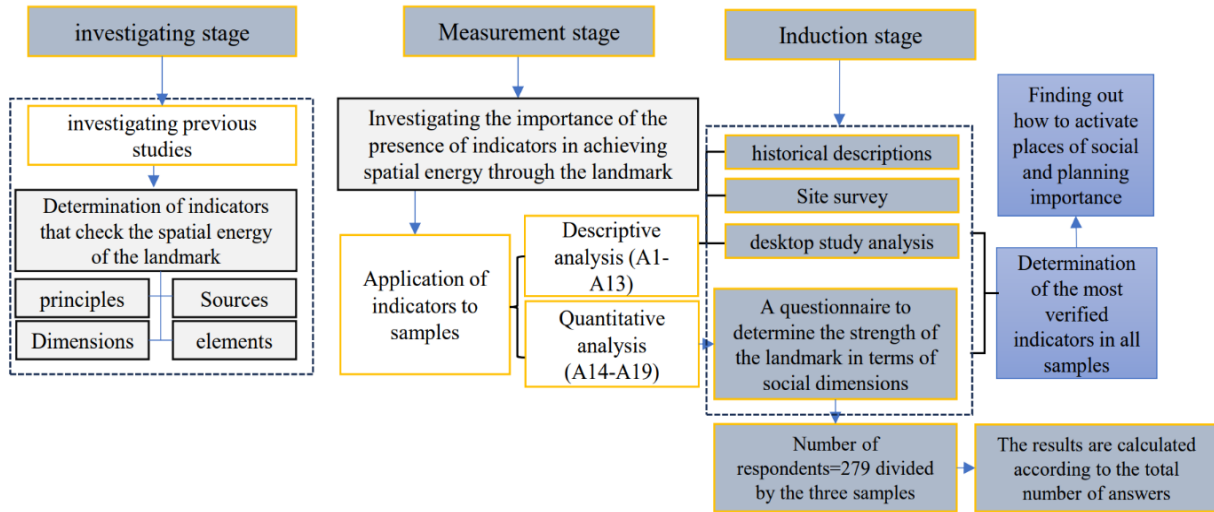 investigating stage
investigating previous
studies
Determination of indicators
that check the spatial energy
of the landmark
principles
Sources
Dimensions
elements
Measurement stage
Investigating the importance of the
presence of indicators in achieving
spatial energy through the landmark
Application of
indicators to
samples
Descriptive
analysis (A1-
A13)
Quantitative
analysis
(A14-A19)
Induction stage
historical descriptions
Site survey
desktop study analysis
A questionnaire to
determine the strength of
the landmark in terms of
social dimensions
Number of
respondents=279 divided
by the three samples
The results are calculated
according to the total
number of answers
Finding out
how to activate
places of social
and planning
importance
Determination
of the most
verified
indicators in all
samples